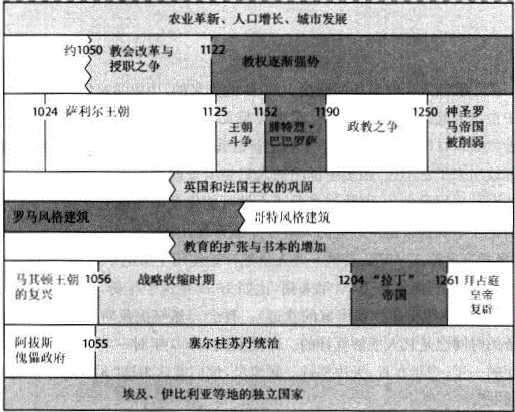 农业革新、人口增长、城市发展
约1050 教会改革与
授职之争
1122
教权逐渐强势
1024 萨利尔王朝
1125
王朝
斗争
1152
腓特烈·
巴巴罗萨
1190
政教之争
1250
神圣罗
马帝国
被削弱
英国和法国王权的巩固
罗马风格建筑
哥特风格建筑
教育的扩张与书本的增加
马其顿王朝
的复兴
1056
战略收缩时期
1204
“拉丁”
帝国
1261
拜占庭
皇帝
复辟
阿拔斯
傀儡政府
1055
塞尔柱苏丹统治
埃及、伊比利亚等地的独立国家